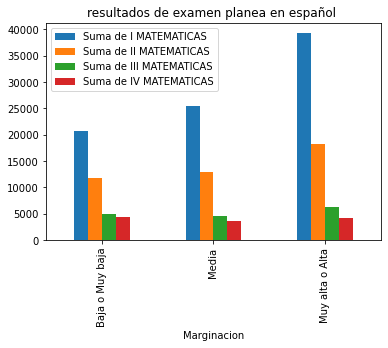 resultados de examen planea en español
Suma de I MATEMATICAS
Suma de II MATEMATICAS
Suma de III MATEMATICAS
Suma de IV MATEMATICAS
40000
35000
30000
25000
20000
15000
10000
5000
0
Baja o Muy baja
Media
Muy alta o Alta
Marginacion